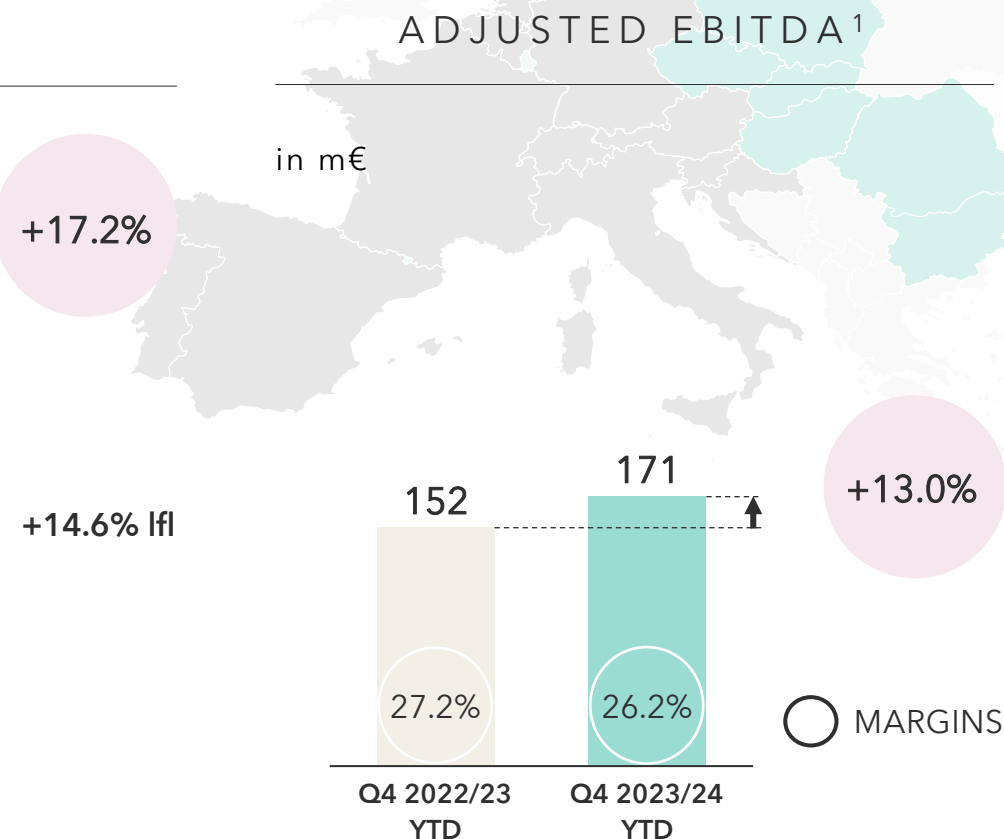 ADJUSTED EBITDA¹
in m€
+17.2%
+14.6% lfl
152
171
+13.0%
27.2%
26.2%
MARGINS
Q4 2022/23
YTD
Q4 2023/24
YTD